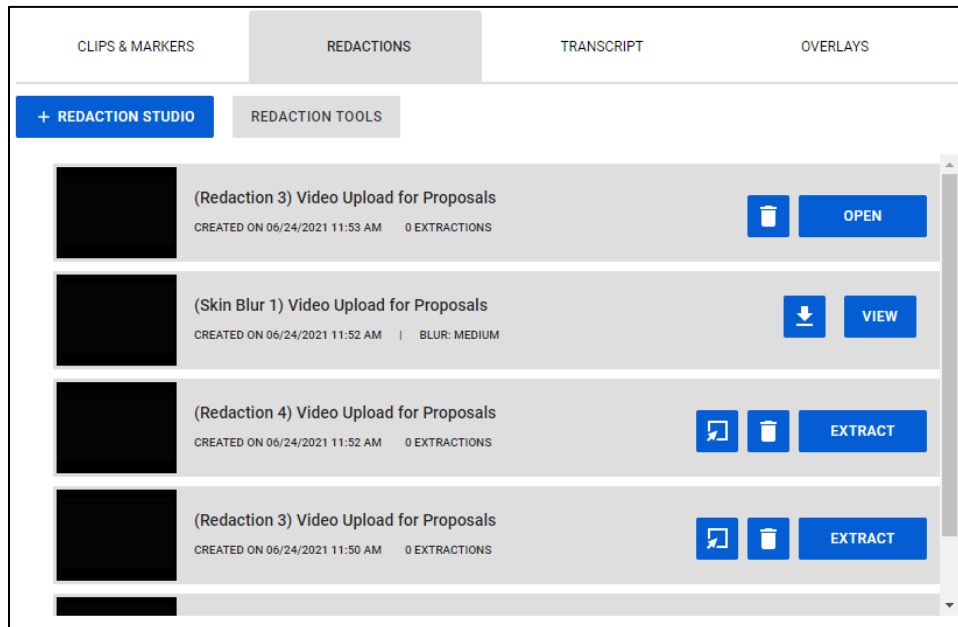 CLIPS & MARKERS
REDACTIONS
TRANSCRIPT
OVERLAYS
+ REDACTION STUDIO
REDACTION TOOLS
(Redaction 3) Video Upload for Proposals
CREATED ON 06/24/2021 11:53 AM 0 EXTRACTIONS
OPEN
(Skin Blur 1) Video Upload for Proposals
CREATED ON 06/24/2021 11:52 AM | BLUR: MEDIUM
VIEW
(Redaction 4) Video Upload for Proposals
CREATED ON 06/24/2021 11:52 AM 0 EXTRACTIONS
EXTRACT
(Redaction 3) Video Upload for Proposals
CREATED ON 06/24/2021 11:50 AM 0 EXTRACTIONS
EXTRACT